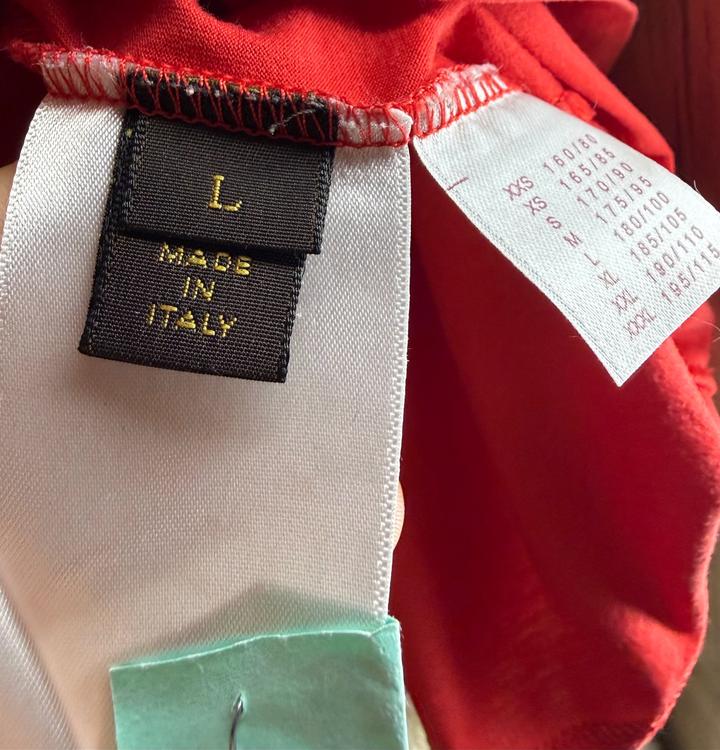 L
MADE
IN
ITALY
XXS 160/80
XS 165/85
S 170/90
M 175/95
L 180/100
XL 185/105
XXL 190/110
XXXL 195/115